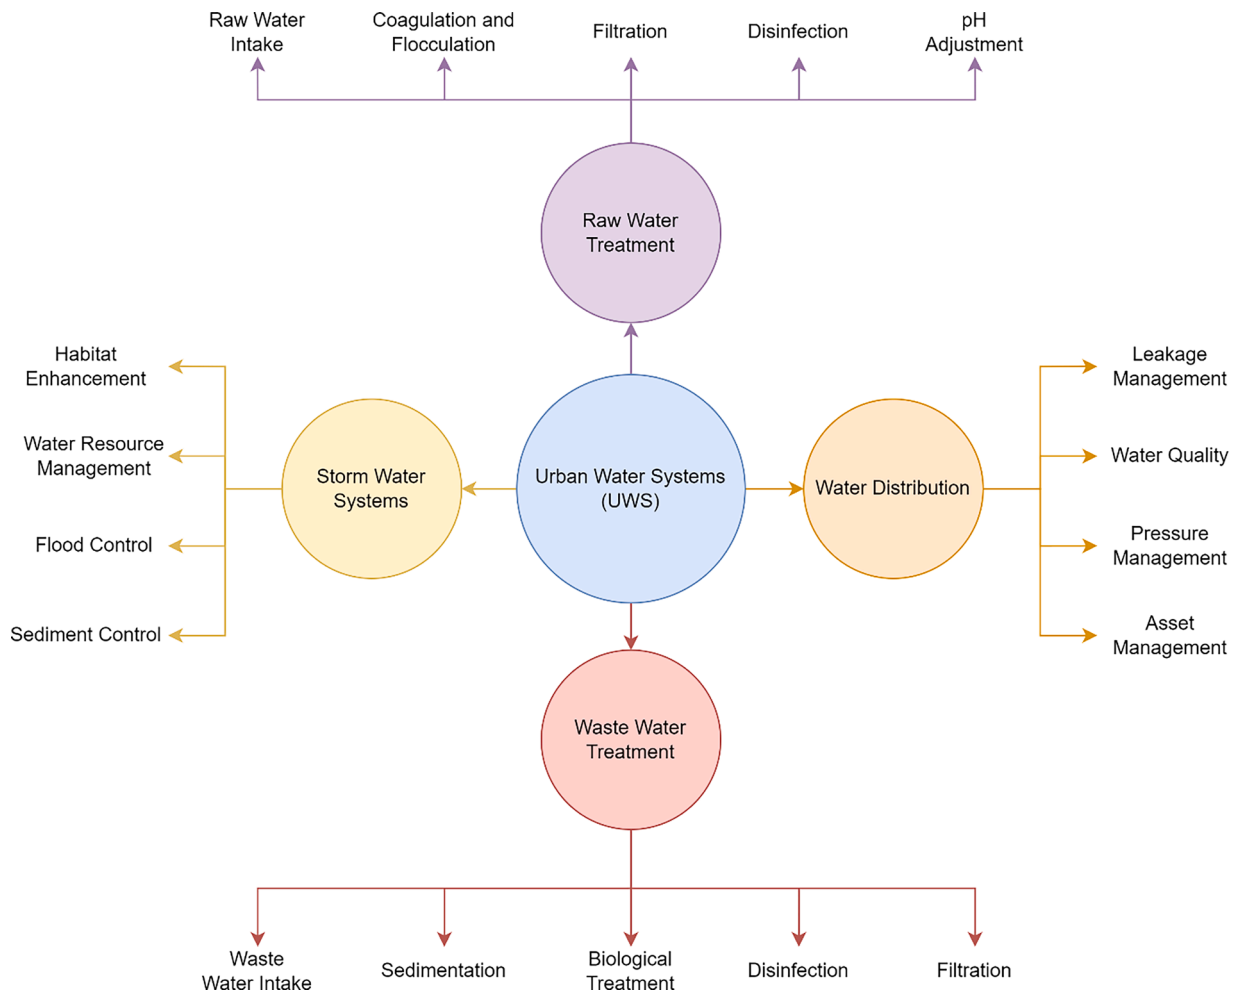 Raw Water
Intake
Coagulation and
Flocculation
Filtration
Disinfection
pH
Adjustment
Raw Water
Treatment
Habitat
Enhancement
Water Resource
Management
Flood Control
Sediment Control
Storm Water
Systems
Urban Water Systems
(UWS)
Water Distribution
Leakage
Management
Water Quality
Pressure
Management
Asset
Management
Waste Water
Treatment
Waste
Water Intake
Sedimentation
Biological
Treatment
Disinfection
Filtration